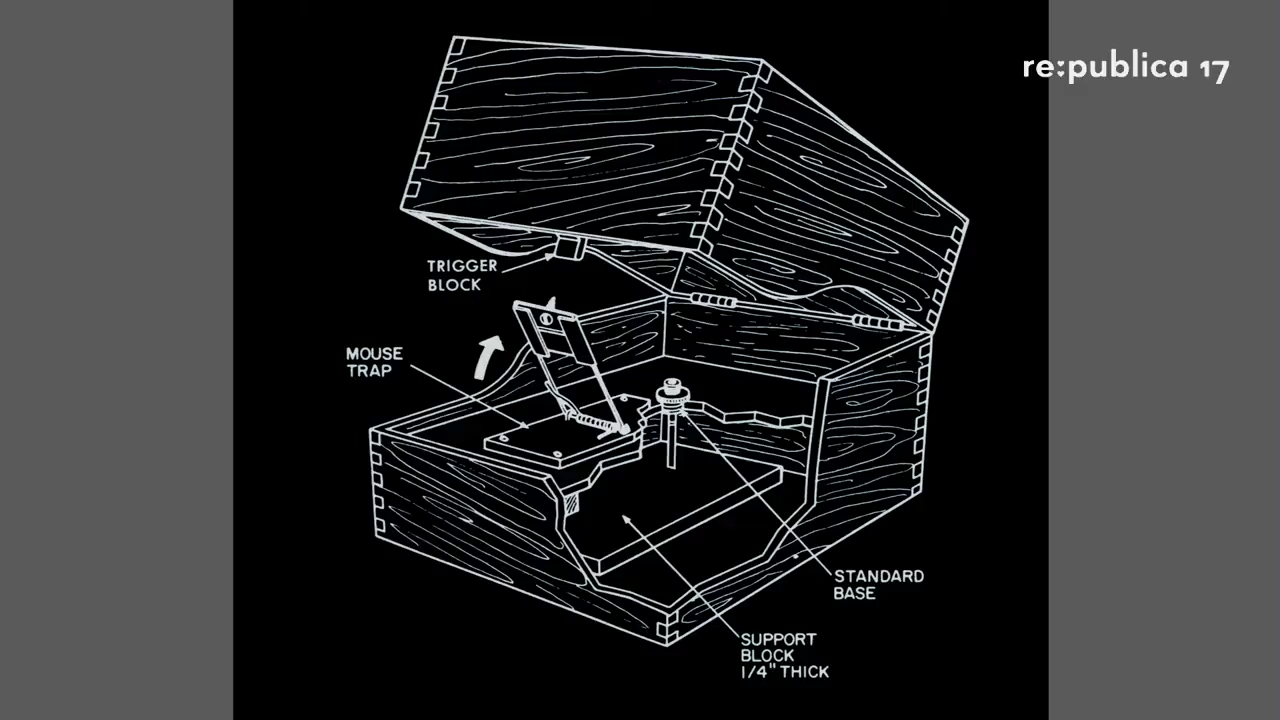 re:publica 17
TRIGGER
BLOCK
MOUSE
TRAP
STANDARD
BASE
SUPPORT
BLOCK
1/4" THICK